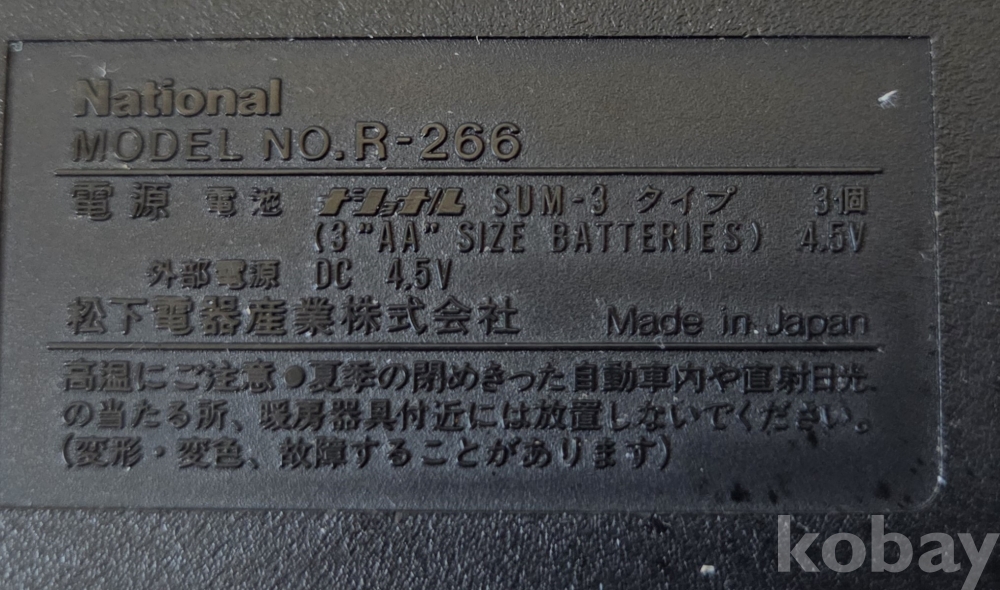 National
MODEL NO. R-266
電源 電池 ナショナル SUM-3 タイプ 3個
(3 "AA" SIZE BATTERIES) 4.5V
外部電源 DC 4.5V
松下電器産業株式会社 Made in Japan
高温にご注意●夏季の閉めきった自動車内や直射日光
の当たる所、暖房器具付近には放置しないでください。
(変形・変色、故障することがあります)
kobay